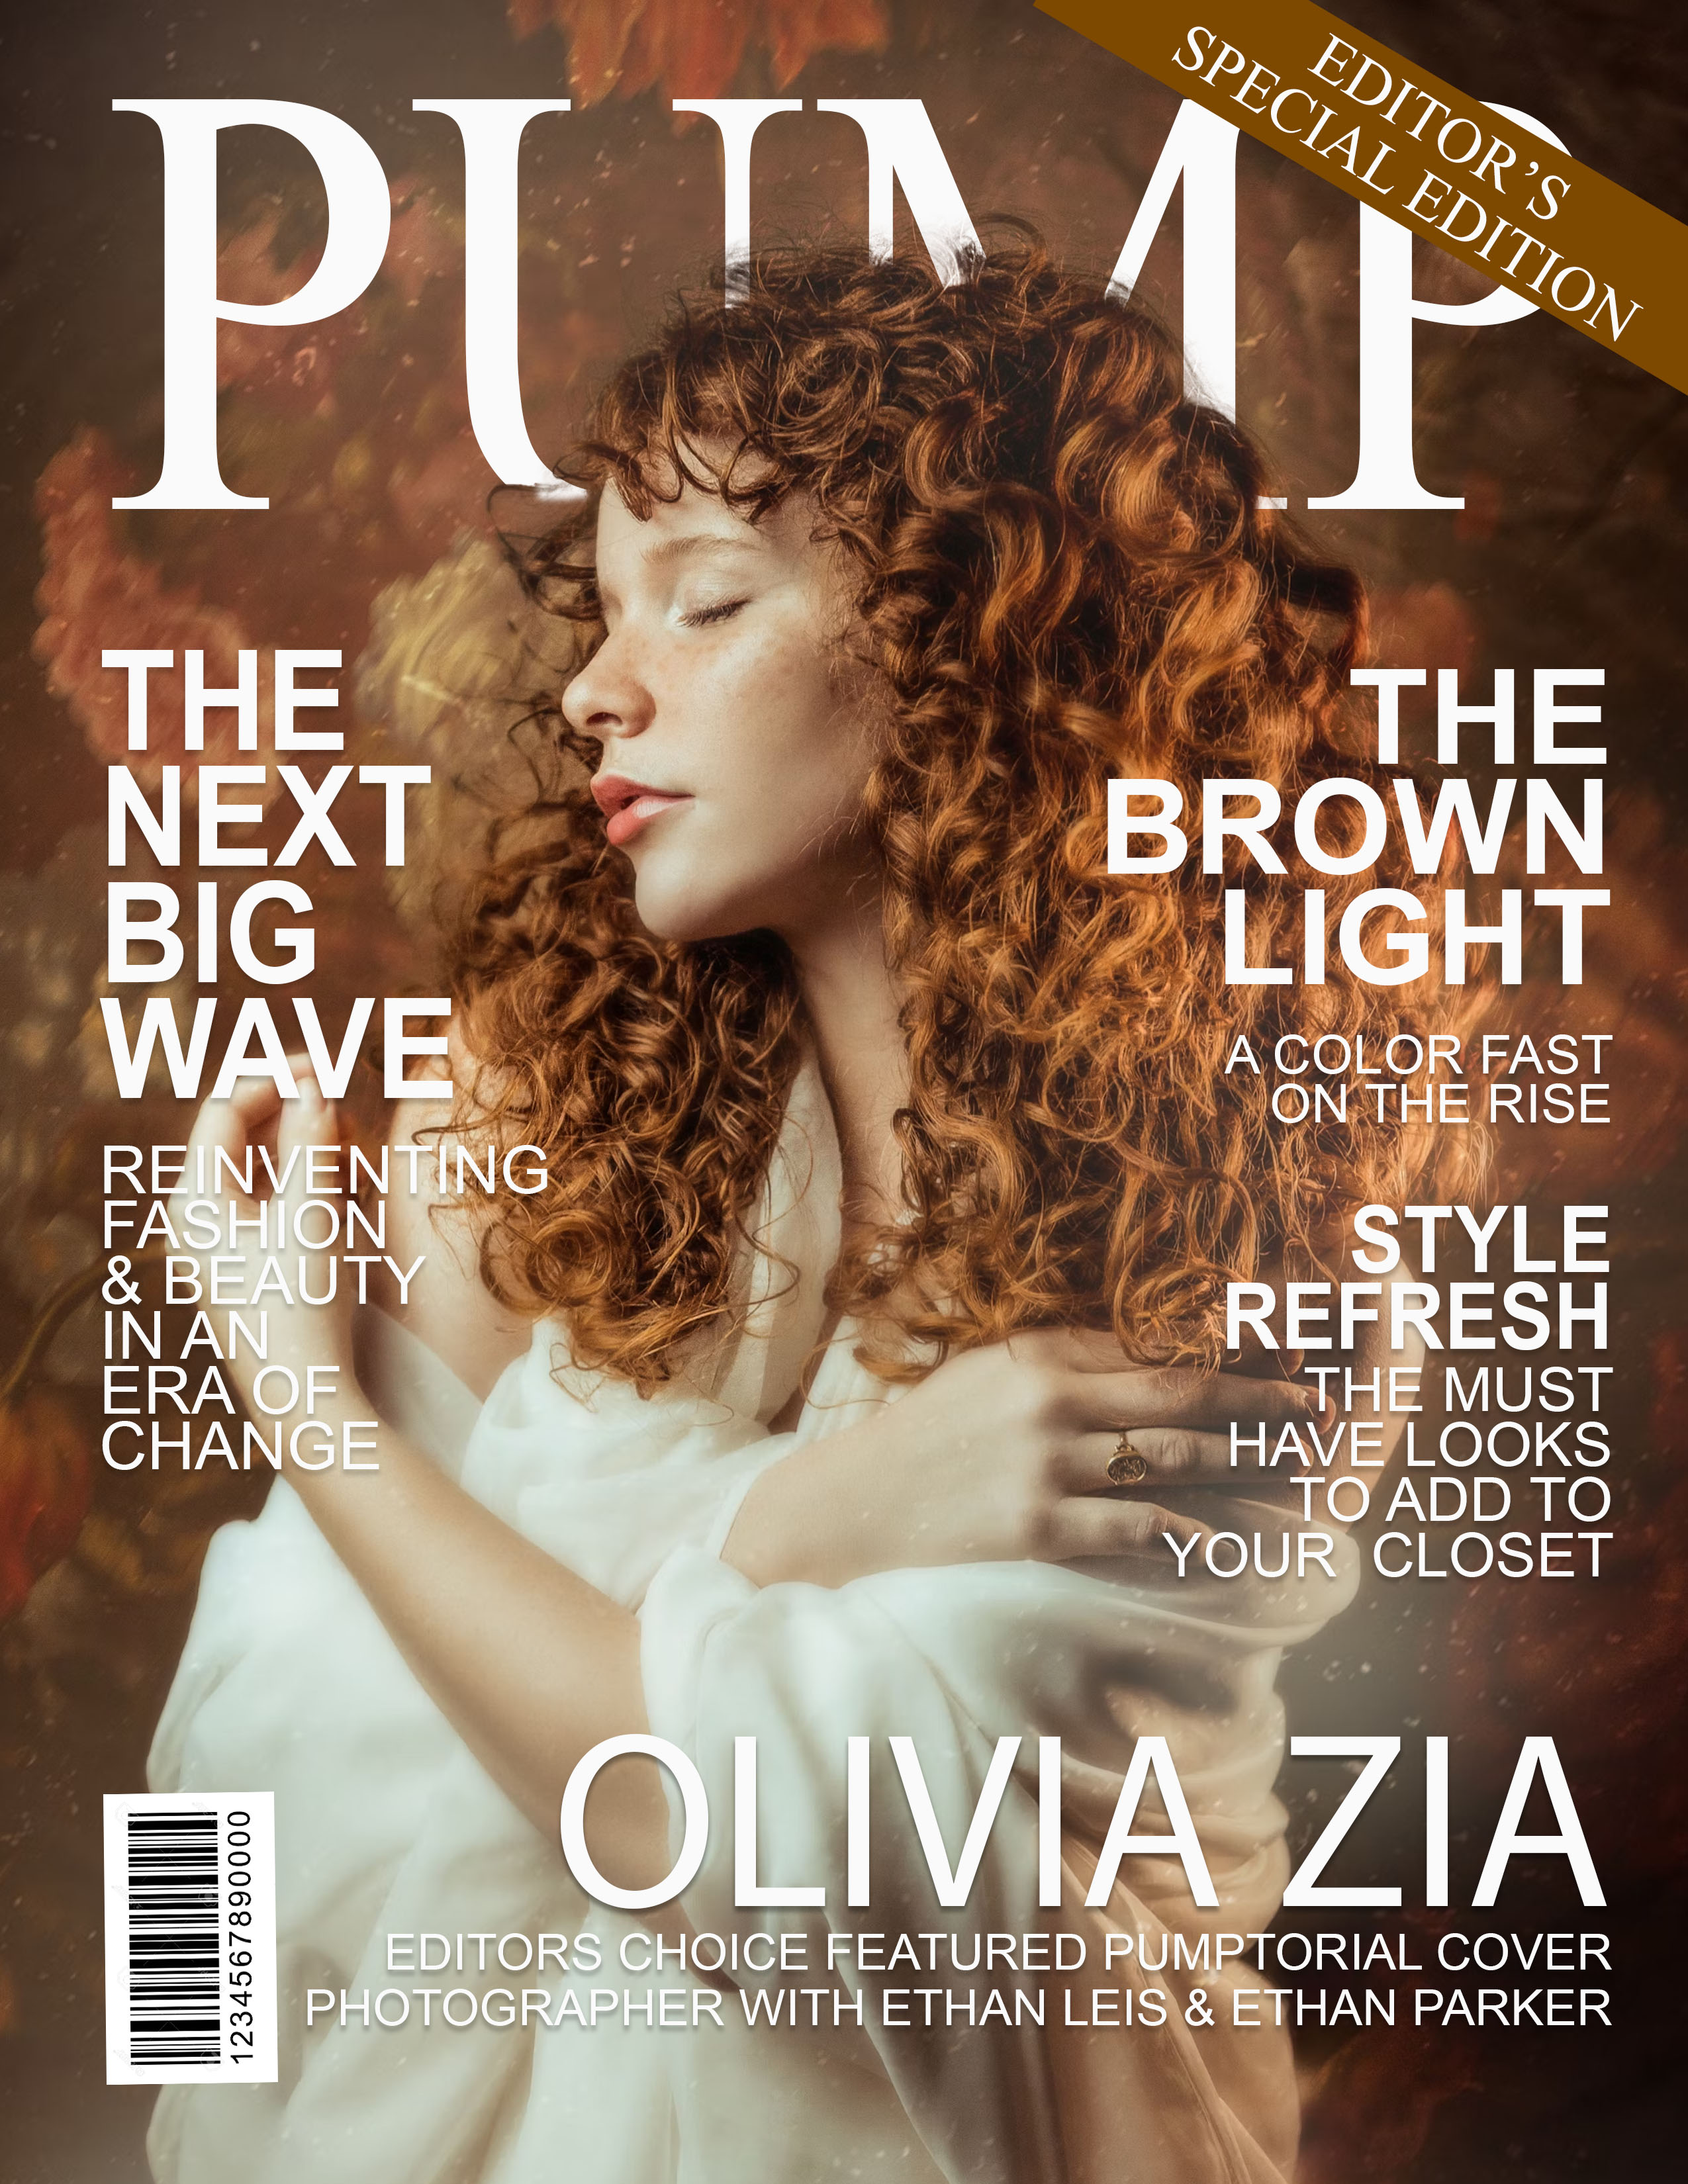 PUMP
EDITOR'S
SPECIAL EDITION
THE
NEXT
BIG
WAVE
REINVENTING
FASHION
& BEAUTY
IN AN
ERA OF
CHANGE
THE
BROWN
LIGHT
A COLOR FAST
ON THE RISE
STYLE
REFRESH
THE MUST
HAVE LOOKS
TO ADD TO
YOUR CLOSET
OLIVIA ZIA
EDITORS CHOICE FEATURED PUMPTORIAL COVER
PHOTOGRAPHER WITH ETHAN LEIS & ETHAN PARKER
1234567890000